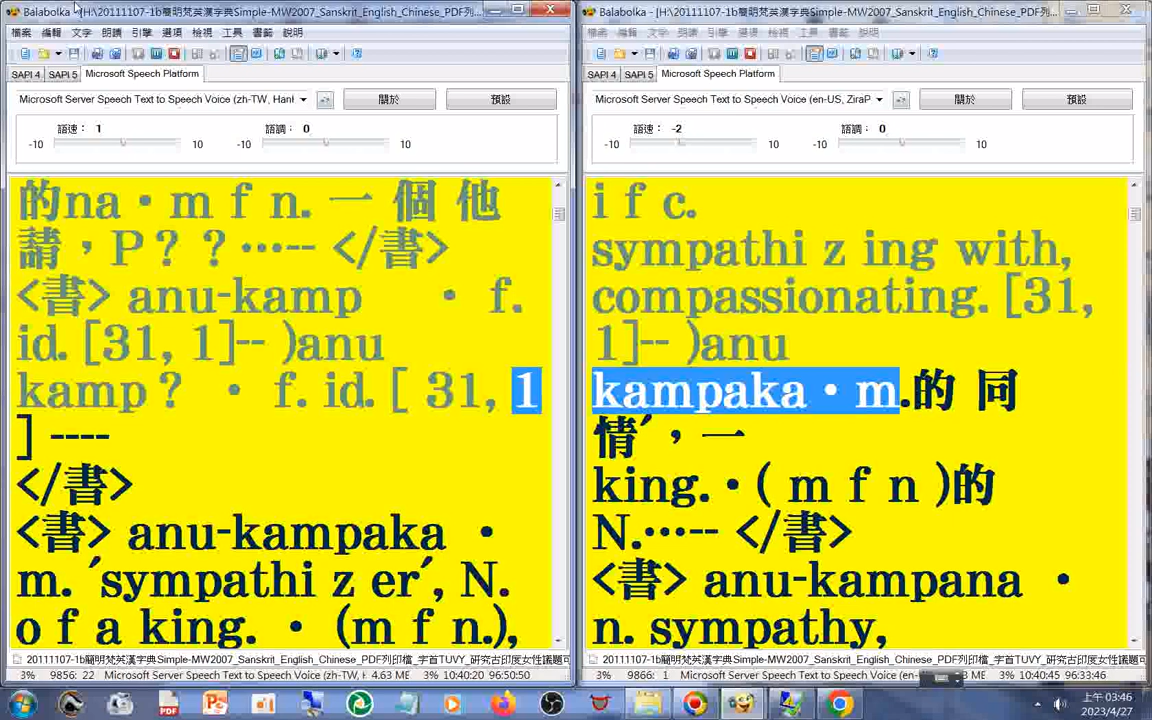 Balabolka - [H:\20111107-1b簡明梵英漢字典Simple-MW2007_Sanskrit_English_Chinese_PDF列...
檔案 編輯 文字 朗讀 引擎 選項 檢視 工具 書籤 說明
SAPI 4 SAPI 5 Microsoft Speech Platform
Microsoft Server Speech Text to Speech Voice (zh-TW, Hanl
關於 預設
語速： 1 語調： 0
-10 10 -10 10
的na・m f n. 一 個 他
請，P？？…-- </書>
<書> anu-kamp ・ f.
id. [31, 1]-- )anu
kamp？ ・ f. id. [ 31, 1
] ----
</書>
<書> anu-kampaka ・
m. ´sympathi z er´, N.
o f a king. ・ (m f n.),
20111107-1b簡明梵英漢字典Simple-MW2007_Sanskrit_English_Chinese_PDF列印檔_字首TUVY_研究古印度女性議題可
9856: 22 Microsoft Server Speech Text to Speech Voice (zh-TW, H 4.63 ME 3% 10:40:20 96:50:50
Balabolka - [H:\20111107-1b簡明梵英漢字典Simple-MW2007_Sanskrit_English_Chinese_PDF列印...
檔案 編輯 文字 朗讀 引擎 選項 檢視 工具 書籤 說明
SAPI 4 SAPI 5 Microsoft Speech Platform
Microsoft Server Speech Text to Speech Voice (en-US, ZiraP
關於 預設
語速： -2 語調： 0
-10 10 -10 10
i f c.
sympathi z ing with,
compassionating. [31,
1]-- )anu
kampaka・m.的 同
情´，一
king.・( m f n )的
N.…-- </書>
<書> anu-kampana ・
n. sympathy,
20111107-1b簡明梵英漢字典Simple-MW2007_Sanskrit_English_Chinese_PDF列印檔_字首TUVY_研究古印度女性議題可
9866: 1 Microsoft Server Speech Text to Speech Voice 3% 10:40:45 96:33:46
上午 03:46
2023/4/27